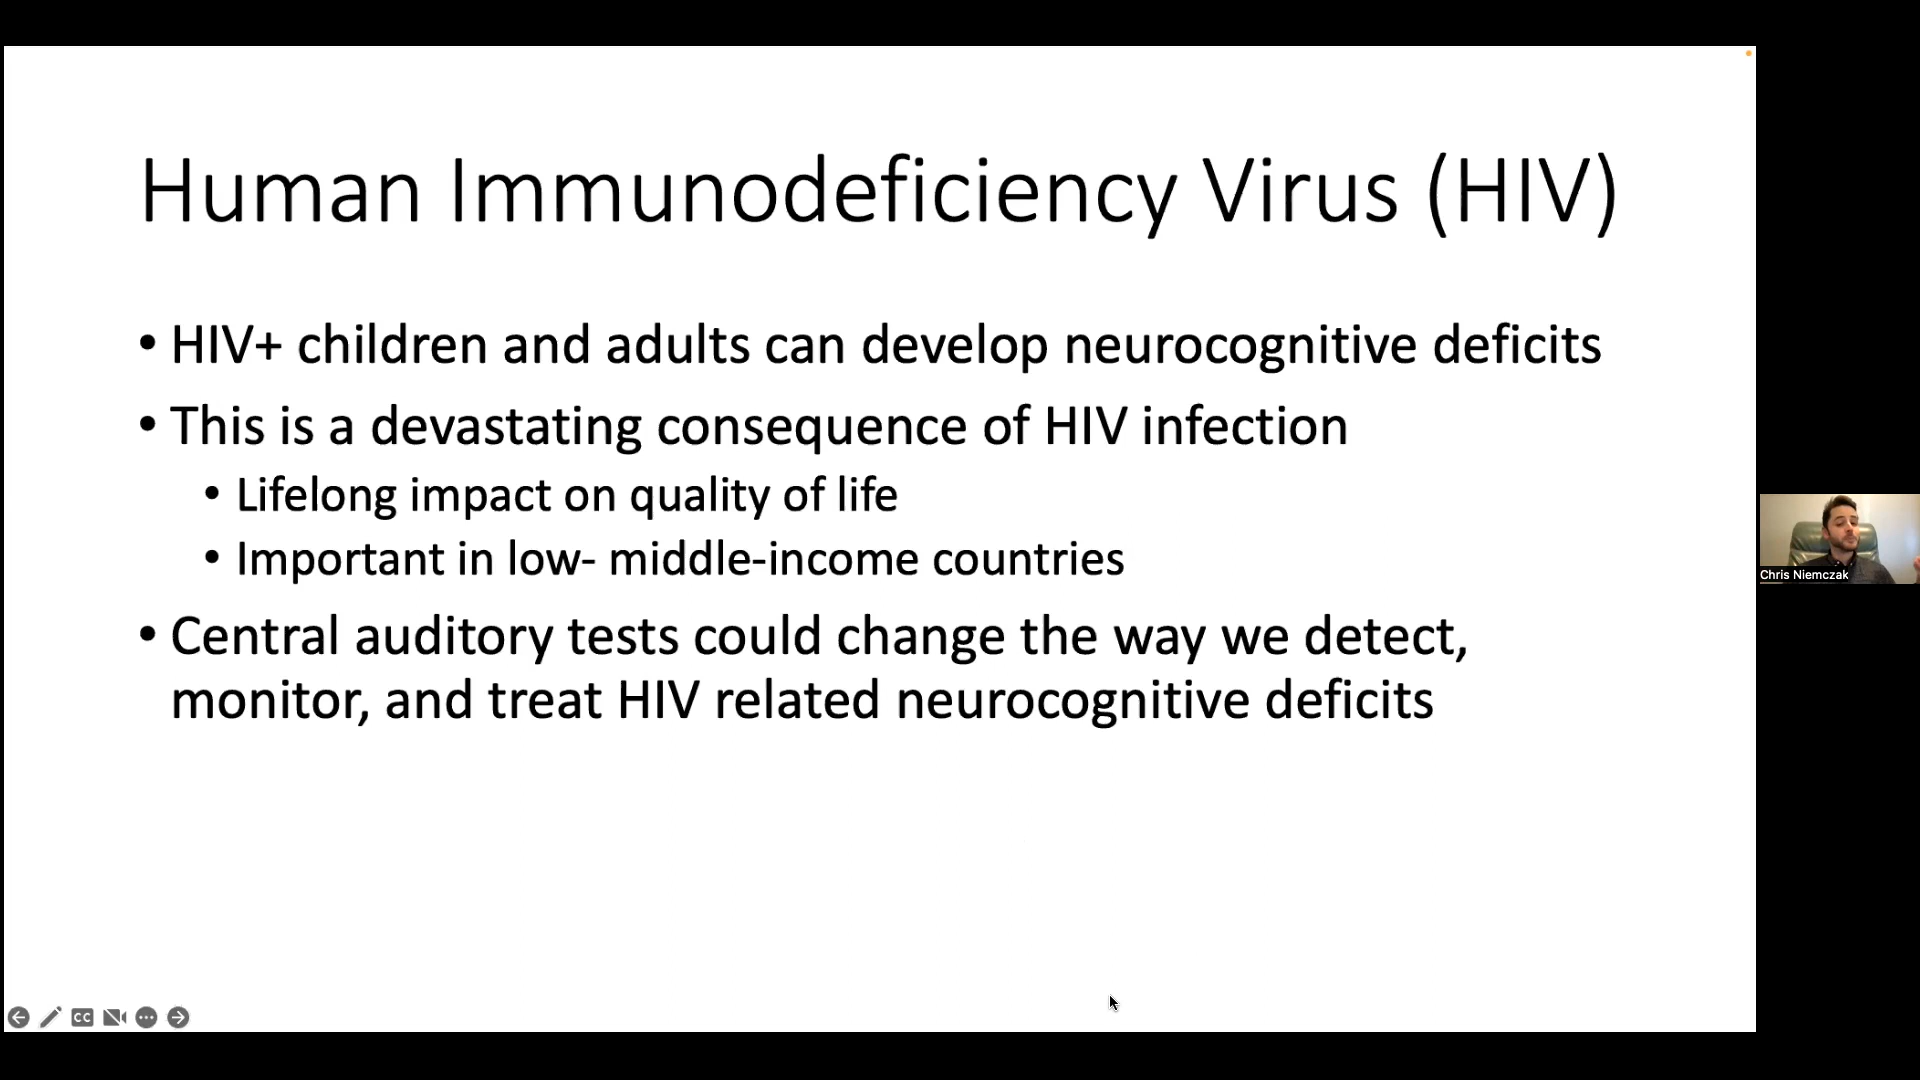 Human Immunodeficiency Virus (HIV)
• HIV+ children and adults can develop neurocognitive deficits
• This is a devastating consequence of HIV infection
• Lifelong impact on quality of life
• Important in low- middle-income countries
• Central auditory tests could change the way we detect,
monitor, and treat HIV related neurocognitive deficits
Chris Niemczak
CC